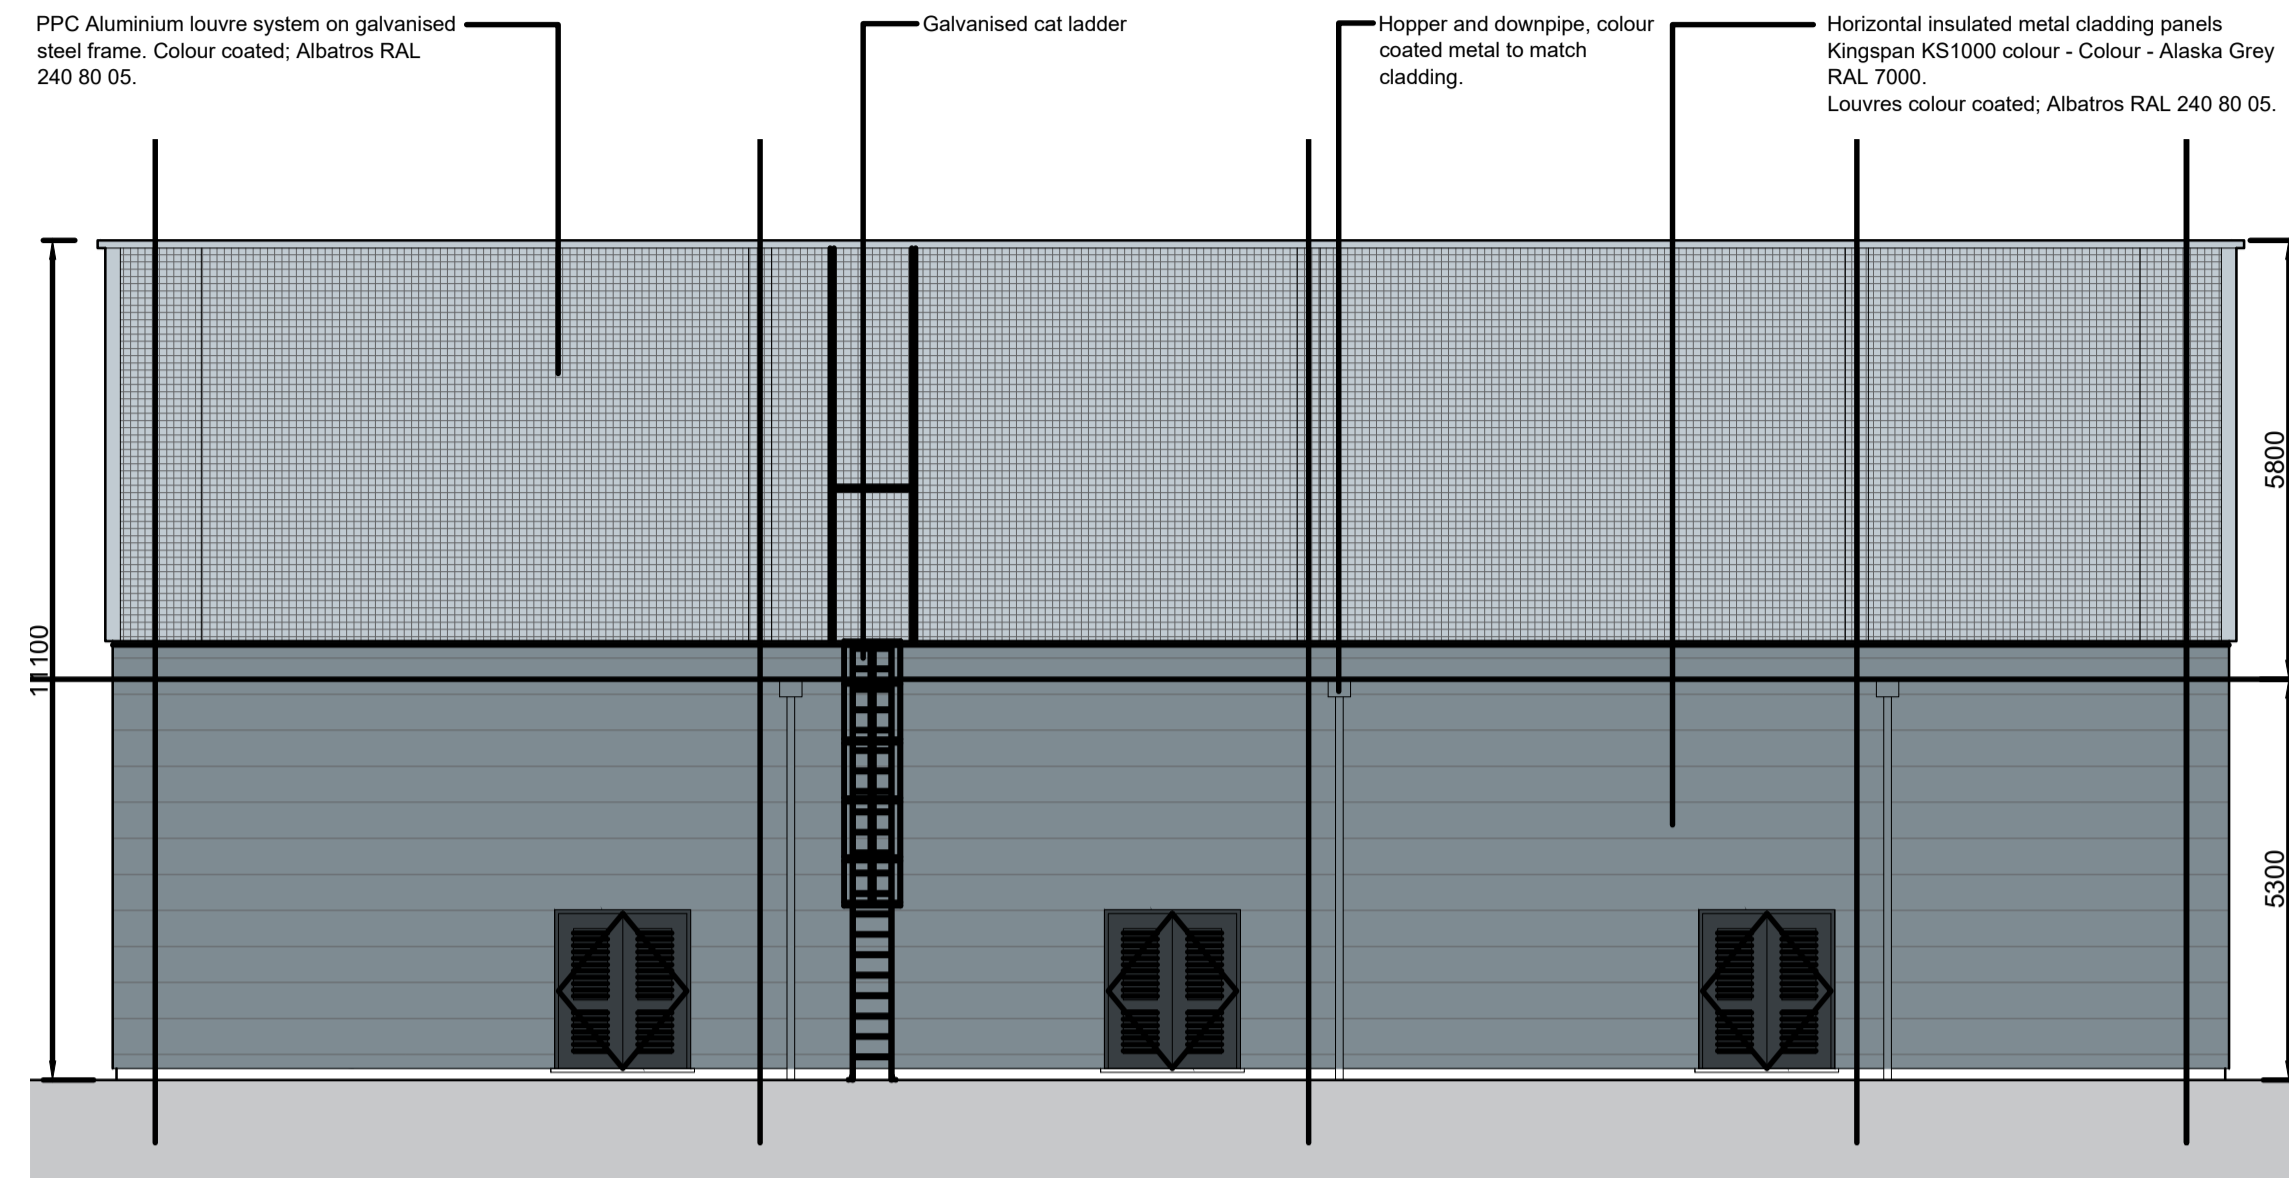 PPC Aluminium louvre system on galvanised
steel frame. Colour coated; Albatros RAL
240 80 05.
Galvanised cat ladder
Hopper and downpipe, colour
coated metal to match
cladding.
Horizontal insulated metal cladding panels
Kingspan KS1000 colour - Colour - Alaska Grey
RAL 7000.
Louvres colour coated; Albatros RAL 240 80 05.
11100
5800
5300